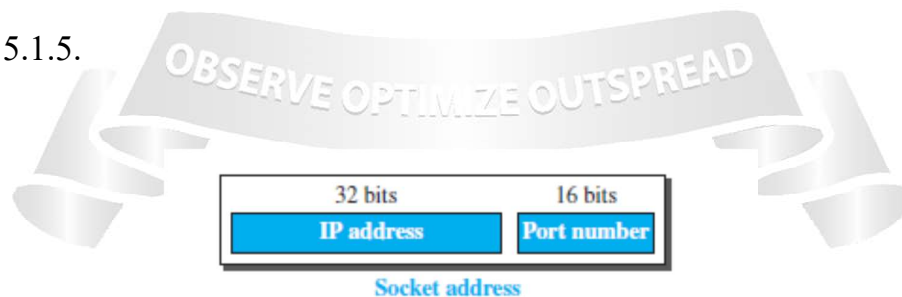 5.1.5.
OBSERVE OPTIMIZE OUTSPREAD
32 bits 16 bits
IP address Port number
Socket address